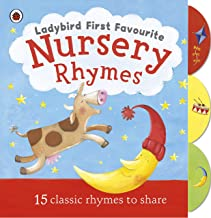 Ladybird First Favourite
Nursery
Rhymes
15 classic rhymes to share